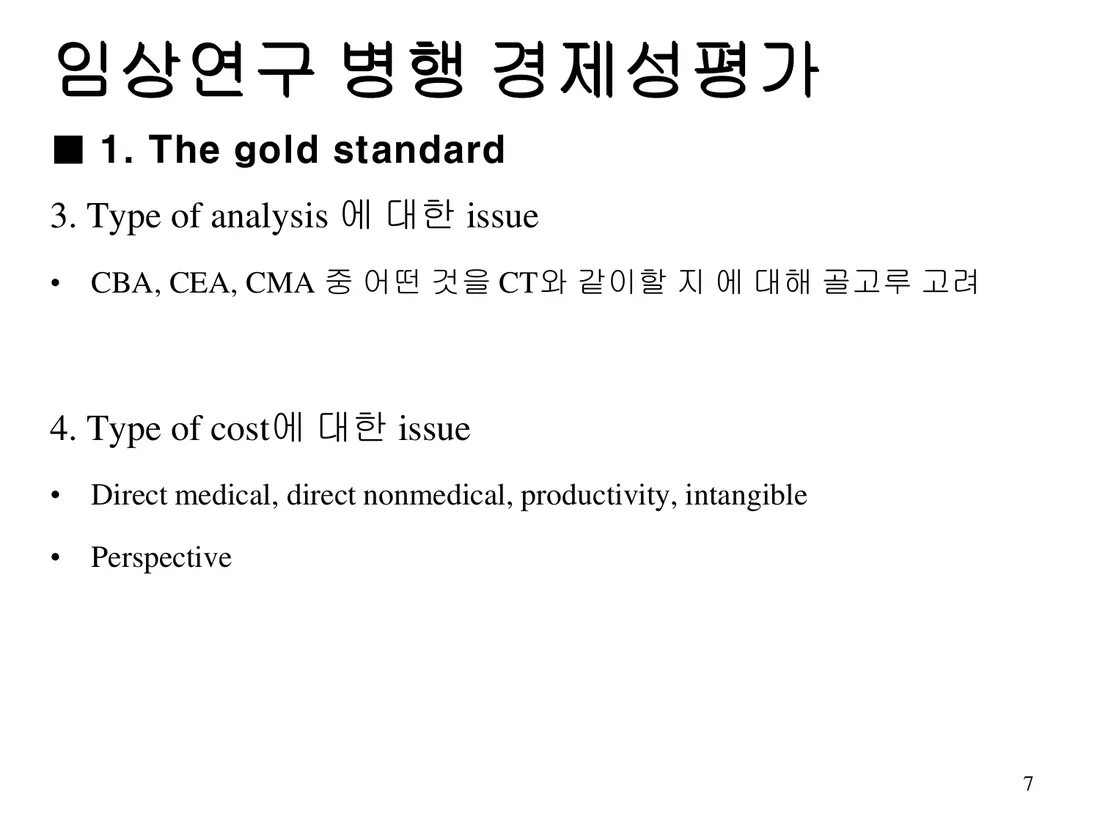 임상연구 병행 경제성평가
■ 1. The gold standard
3. Type of analysis 에 대한 issue
• CBA, CEA, CMA 중 어떤 것을 CT와 같이할 지 에 대해 골고루 고려
4. Type of cost에 대한 issue
• Direct medical, direct nonmedical, productivity, intangible
• Perspective
7